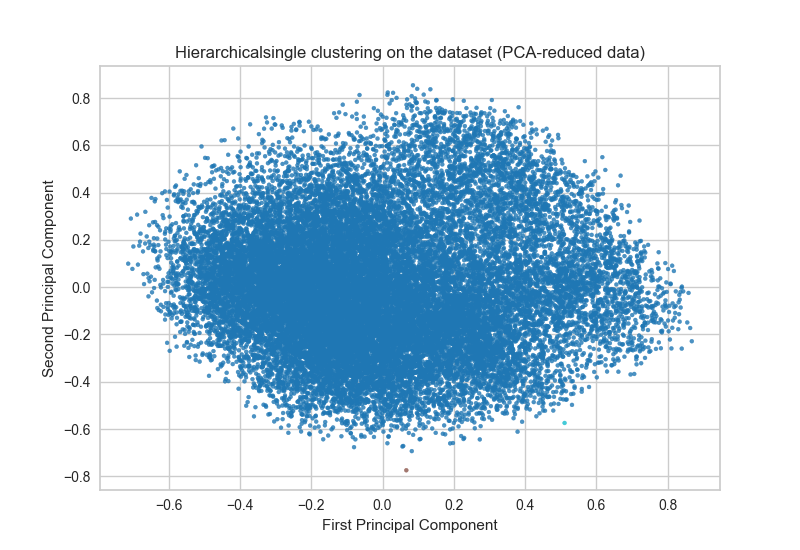 Hierarchicalsingle clustering on the dataset (PCA-reduced data)
0.8
0.6
0.4
0.2
0.0
−0.2
−0.4
−0.6
−0.8
Second Principal Component
−0.6 −0.4 −0.2 0.0 0.2 0.4 0.6 0.8
First Principal Component